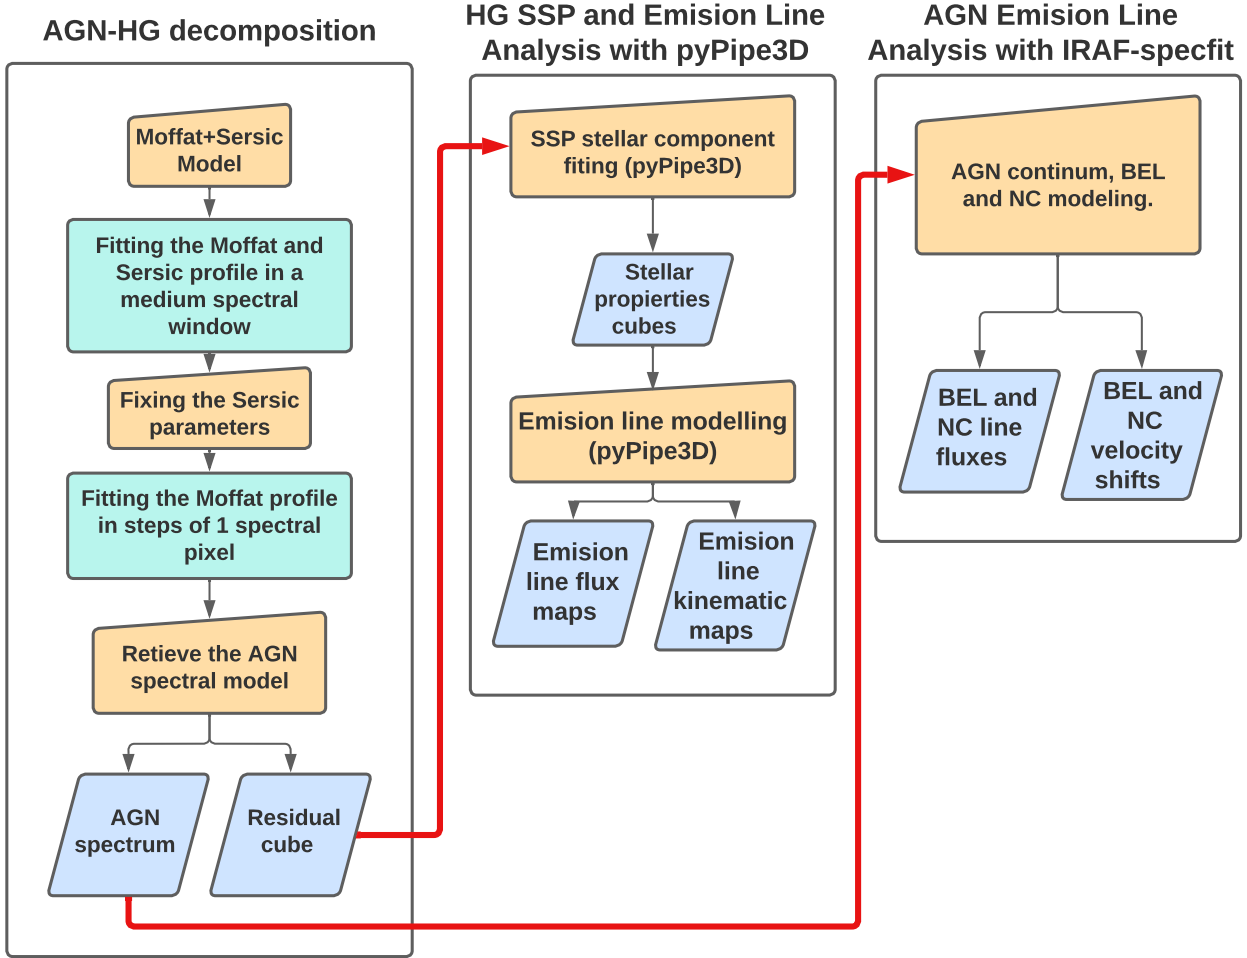 AGN-HG decomposition
Moffat+Sersic
Model
Fitting the Moffat and
Sersic profile in a
medium spectral
window
Fixing the Sersic
parameters
Fitting the Moffat profile
in steps of 1 spectral
pixel
Retieve the AGN
spectral model
AGN
spectrum
Residual
cube
HG SSP and Emision Line
Analysis with pyPipe3D
SSP stellar component
fiting (pyPipe3D)
Stellar
propierties
cubes
Emision line modelling
(pyPipe3D)
Emision
line flux
maps
Emision
line
kinematic
maps
AGN Emision Line
Analysis with IRAF-specfit
AGN continum, BEL
and NC modeling.
BEL and
NC line
fluxes
BEL and
NC
velocity
shifts